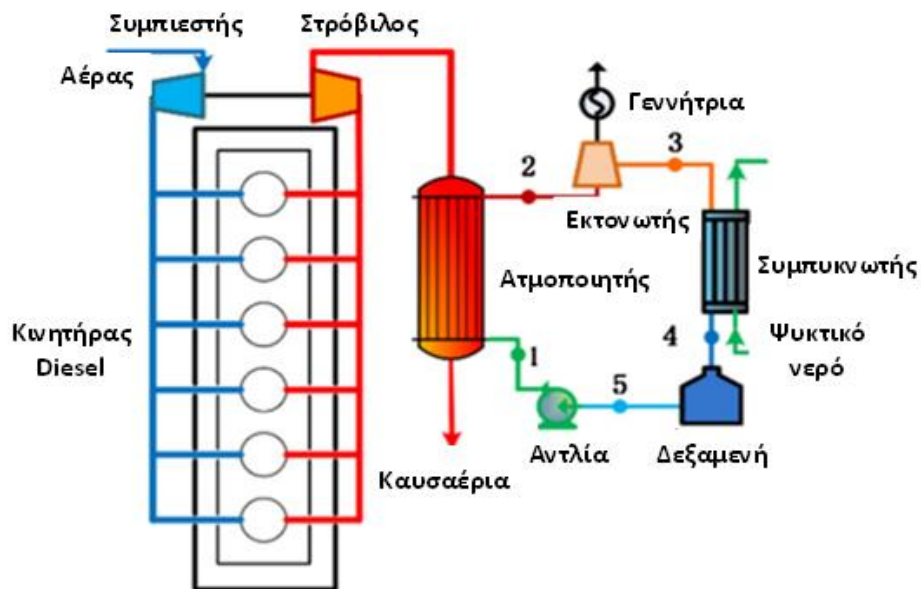 Συμπιεστής
Στρόβιλος
Αέρας
Γεννήτρια
2
3
Εκτονωτής
Ατμοποιητής
Συμπυκνωτής
Κινητήρας
Diesel
4
Ψυκτικό
νερό
1
5
Αντλία
Δεξαμενή
Καυσαέρια